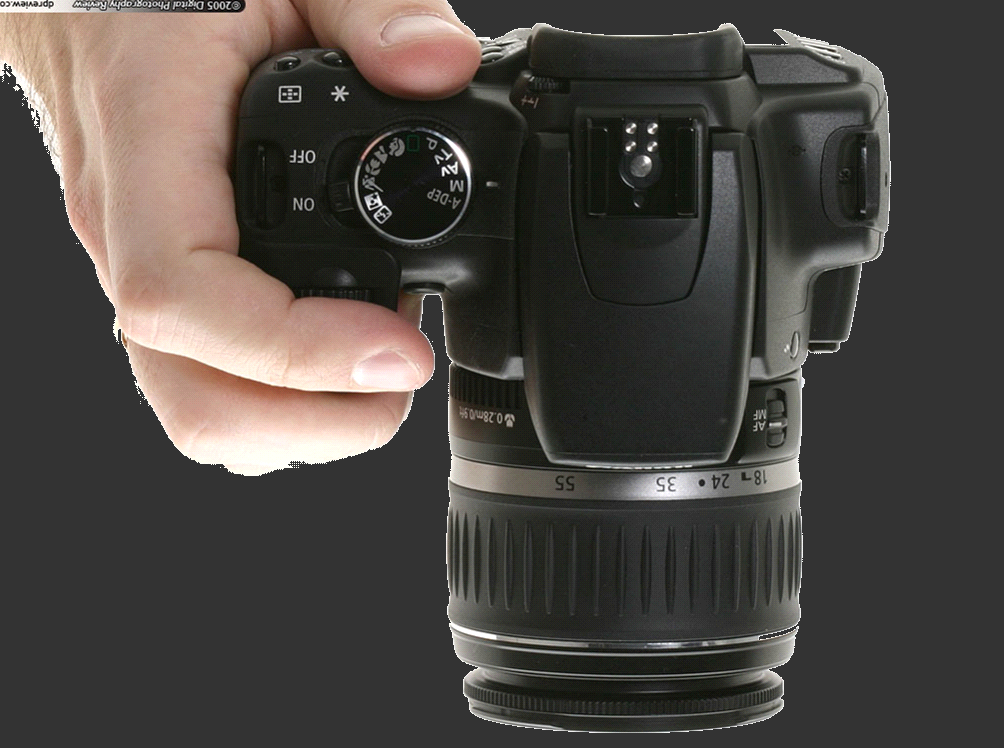 ©2005 Digital Photography Review
dpreview.co
OFF
ON
P
Tv
Av
M
A-DEP
0.28m/0.9ft
AF
MF
18
24
35
55